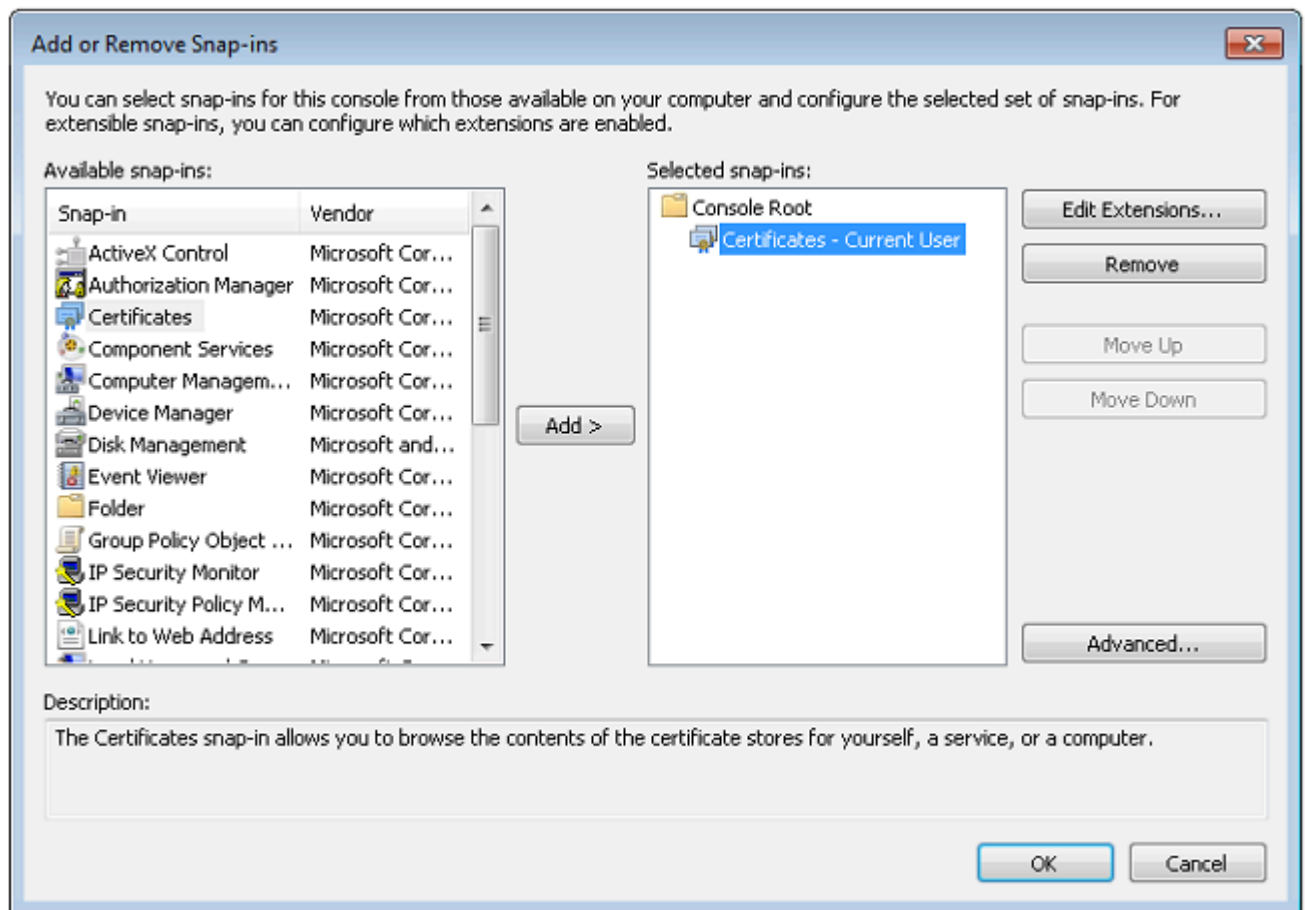 Add or Remove Snap-ins
You can select snap-ins for this console from those available on your computer and configure the selected set of snap-ins. For
extensible snap-ins, you can configure which extensions are enabled.
Available snap-ins:
Snap-in Vendor
ActiveX Control Microsoft Cor...
Authorization Manager Microsoft Cor...
Certificates Microsoft Cor...
Component Services Microsoft Cor...
Computer Managem... Microsoft Cor...
Device Manager Microsoft Cor...
Disk Management Microsoft and...
Event Viewer Microsoft Cor...
Folder Microsoft Cor...
Group Policy Object ... Microsoft Cor...
IP Security Monitor Microsoft Cor...
IP Security Policy M... Microsoft Cor...
Link to Web Address Microsoft Cor...
Add >
Selected snap-ins:
Console Root
Certificates - Current User
Edit Extensions...
Remove
Move Up
Move Down
Advanced...
Description:
The Certificates snap-in allows you to browse the contents of the certificate stores for yourself, a service, or a computer.
OK
Cancel